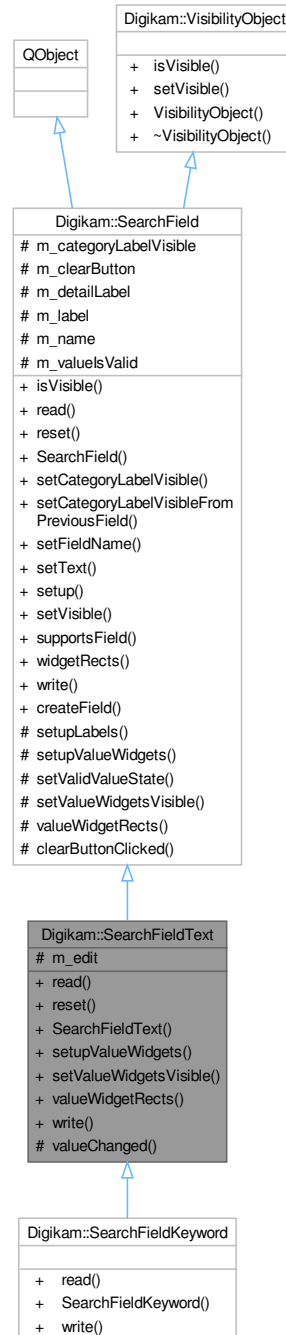 Digikam::VisibilityObject
+ isVisible()
+ setVisible()
+ VisibilityObject()
+ ~VisibilityObject()
QObject
Digikam::SearchField
# m_categoryLabelVisible
# m_clearButton
# m_detailLabel
# m_label
# m_name
# m_valueIsValid
+ isVisible()
+ read()
+ reset()
+ SearchField()
+ setCategoryLabelVisible()
+ setCategoryLabelVisibleFrom
PreviousField()
+ setFieldName()
+ setText()
+ setup()
+ setVisible()
+ supportsField()
+ widgetRects()
+ write()
+ createField()
# setupLabels()
# setupValueWidgets()
# setValidValueState()
# setValueWidgetsVisible()
# valueWidgetRects()
# clearButtonClicked()
Digikam::SearchFieldText
# m_edit
+ read()
+ reset()
+ SearchFieldText()
+ setupValueWidgets()
+ setValueWidgetsVisible()
+ valueWidgetRects()
+ write()
# valueChanged()
Digikam::SearchFieldKeyword
+ read()
+ SearchFieldKeyword()
+ write()